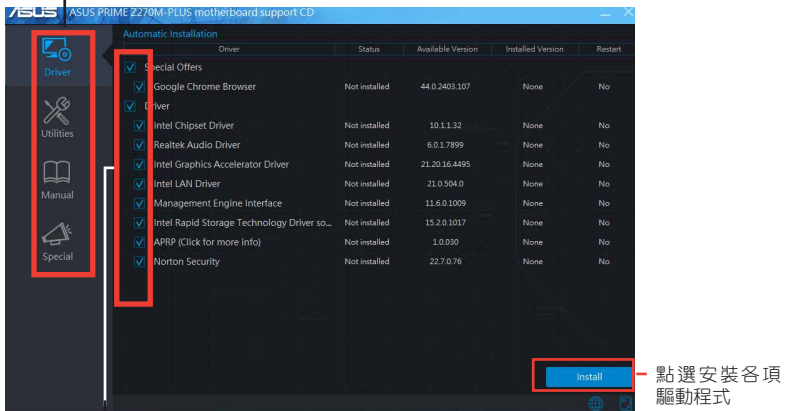 ASUS ASUS PRIME Z270M-PLUS motherboard support CD
Automatic Installation
Driver Status Available Version Installed Version Restart
Special Offers
Google Chrome Browser Not installed 44.0.2403.107 None No
Driver
Intel Chipset Driver Not installed 10.1.1.32 None No
Realtek Audio Driver Not installed 6.0.1.7899 None No
Intel Graphics Accelerator Driver Not installed 21.20.16.4495 None No
Intel LAN Driver Not installed 21.0.504.0 None No
Management Engine Interface Not installed 11.6.0.1009 None No
Intel Rapid Storage Technology Driver so... Not installed 15.2.0.1017 None No
APRP (Click for more info) Not installed 1.0.030 None No
Norton Security Not installed 22.7.0.76 None No
Driver
Utilities
Manual
Special
Install
點選安裝各項
驅動程式